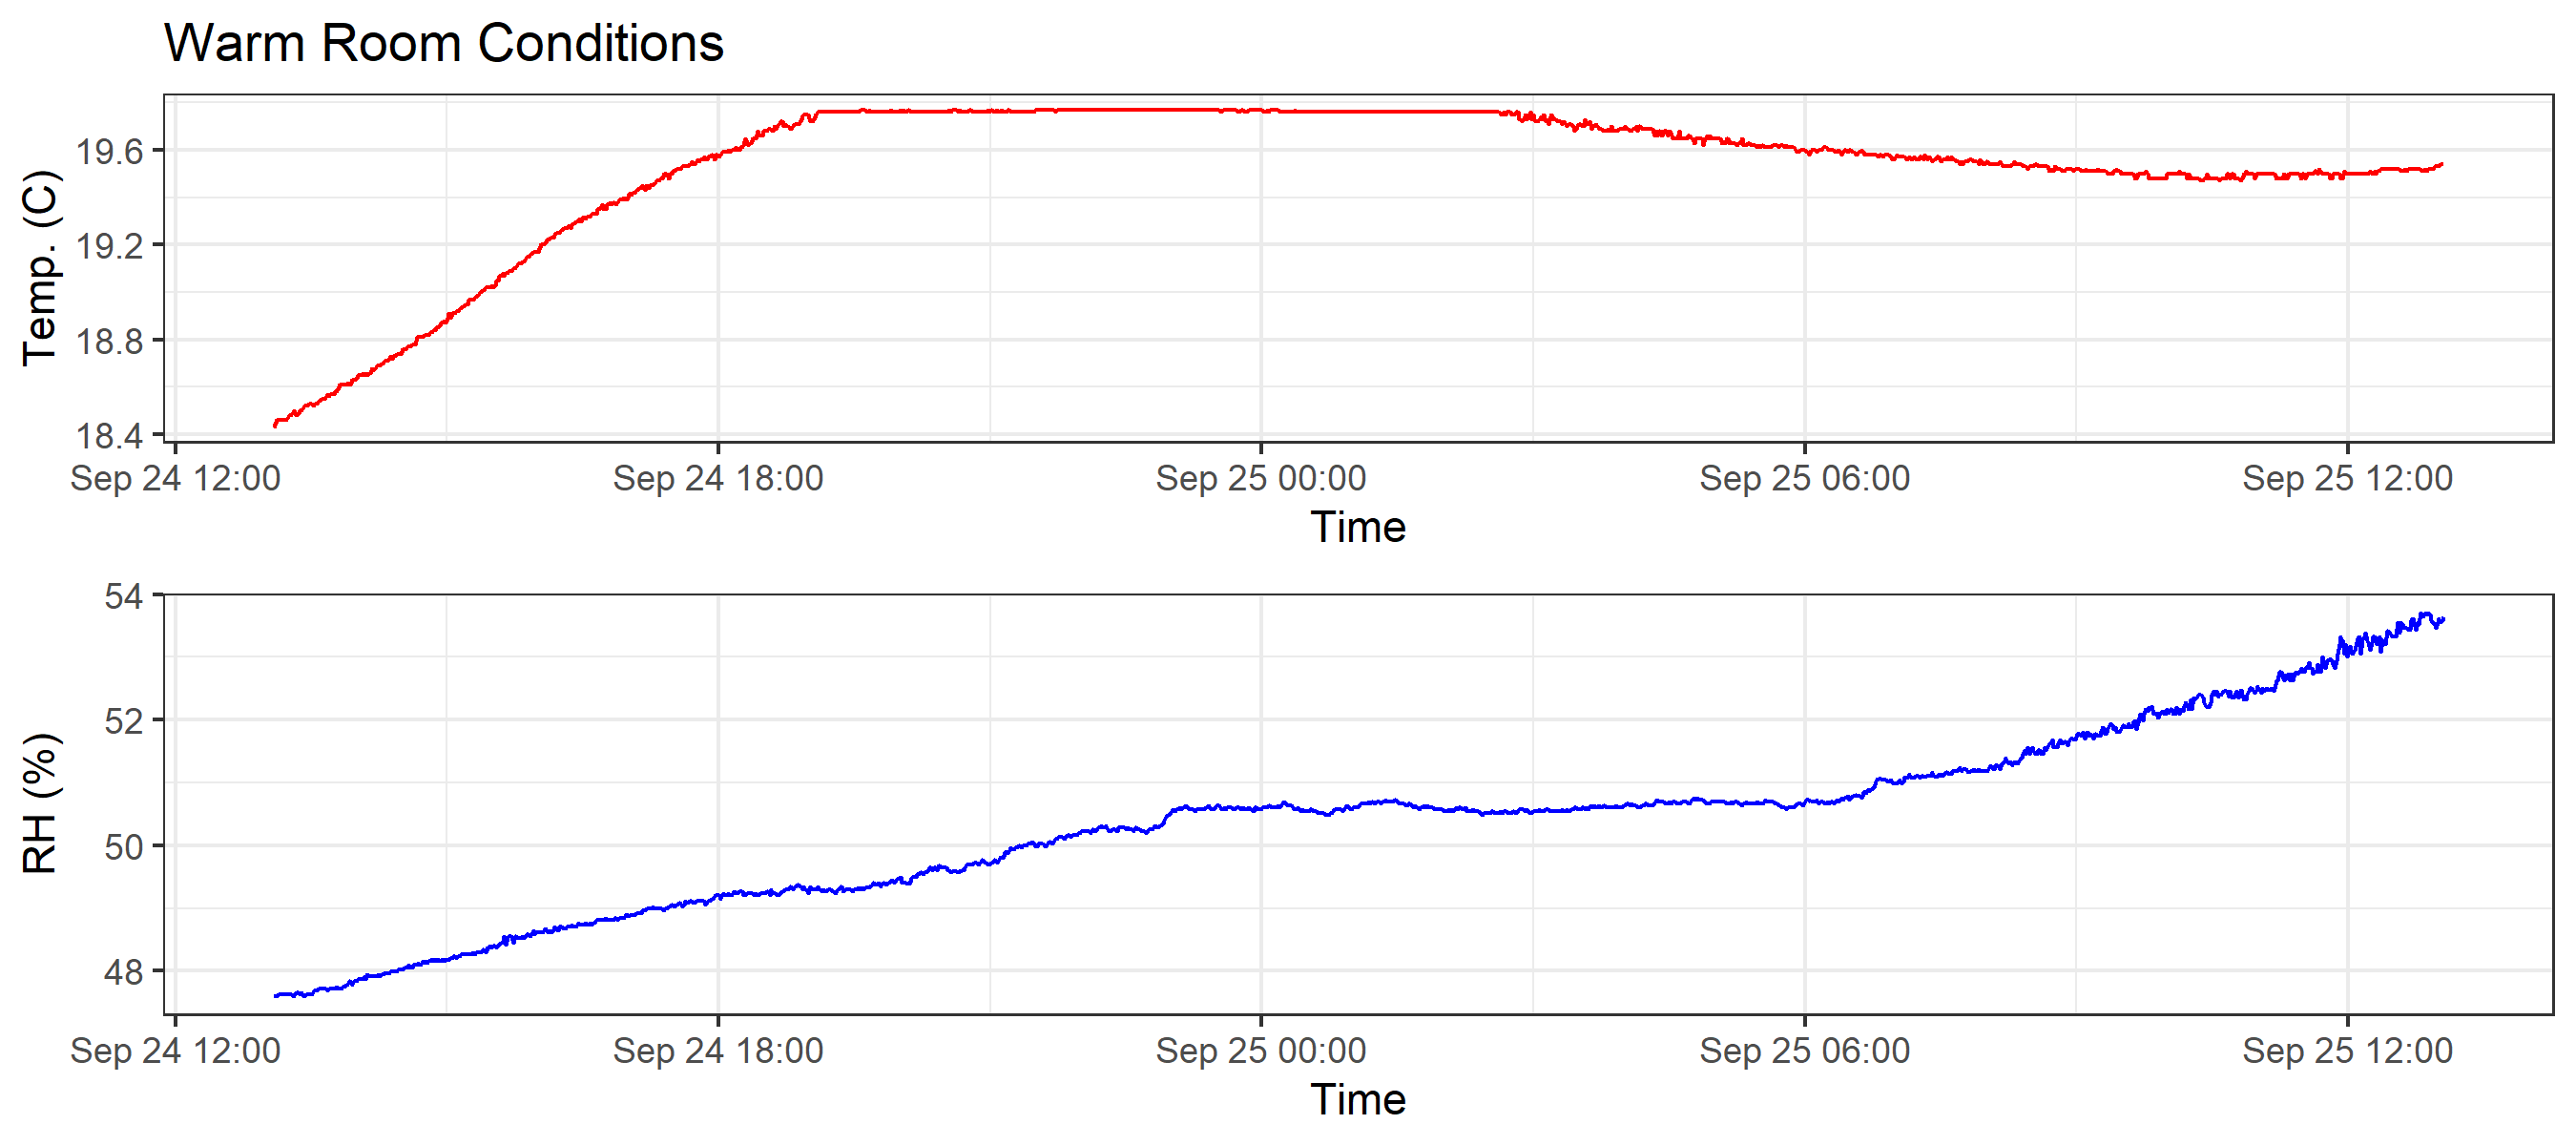 Warm Room Conditions
Temp. (C)
19.6
19.2
18.8
18.4
Sep 24 12:00 Sep 24 18:00 Sep 25 00:00 Sep 25 06:00 Sep 25 12:00
Time
RH (%)
54
52
50
48
Sep 24 12:00 Sep 24 18:00 Sep 25 00:00 Sep 25 06:00 Sep 25 12:00
Time